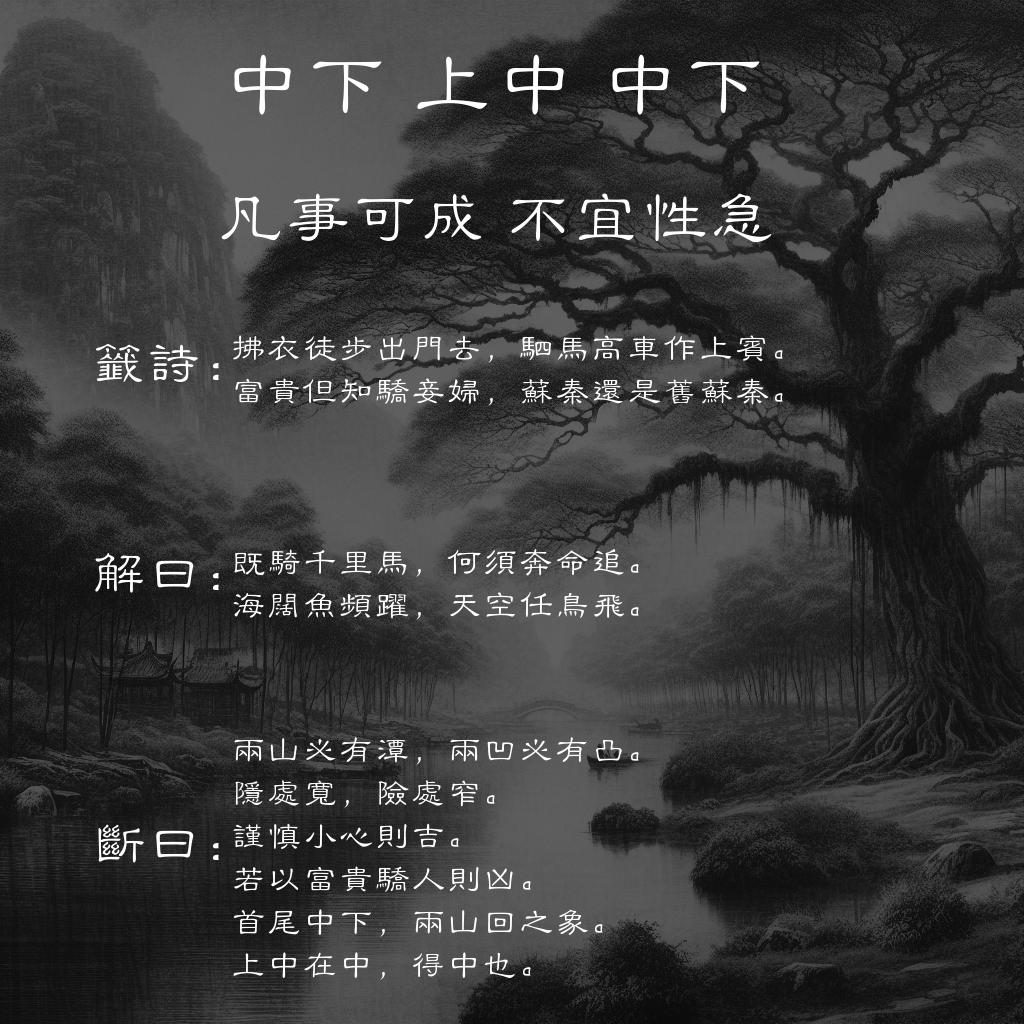 中下 上中 中下
凡事可成 不宜性急
籤詩：
拂衣徒步出門去，駟馬高車作上賓。
富貴但知驕妾婦，蘇秦還是舊蘇秦。
解曰：
既騎千里馬，何須奔命追。
海闊魚頻躍，天空任鳥飛。
斷曰：
兩山必有潭，兩凹必有凸。
隱處寬，險處窄。
謹慎小心則吉。
若以富貴驕人則凶。
首尾中下，兩山回之象。
上中在中，得中也。